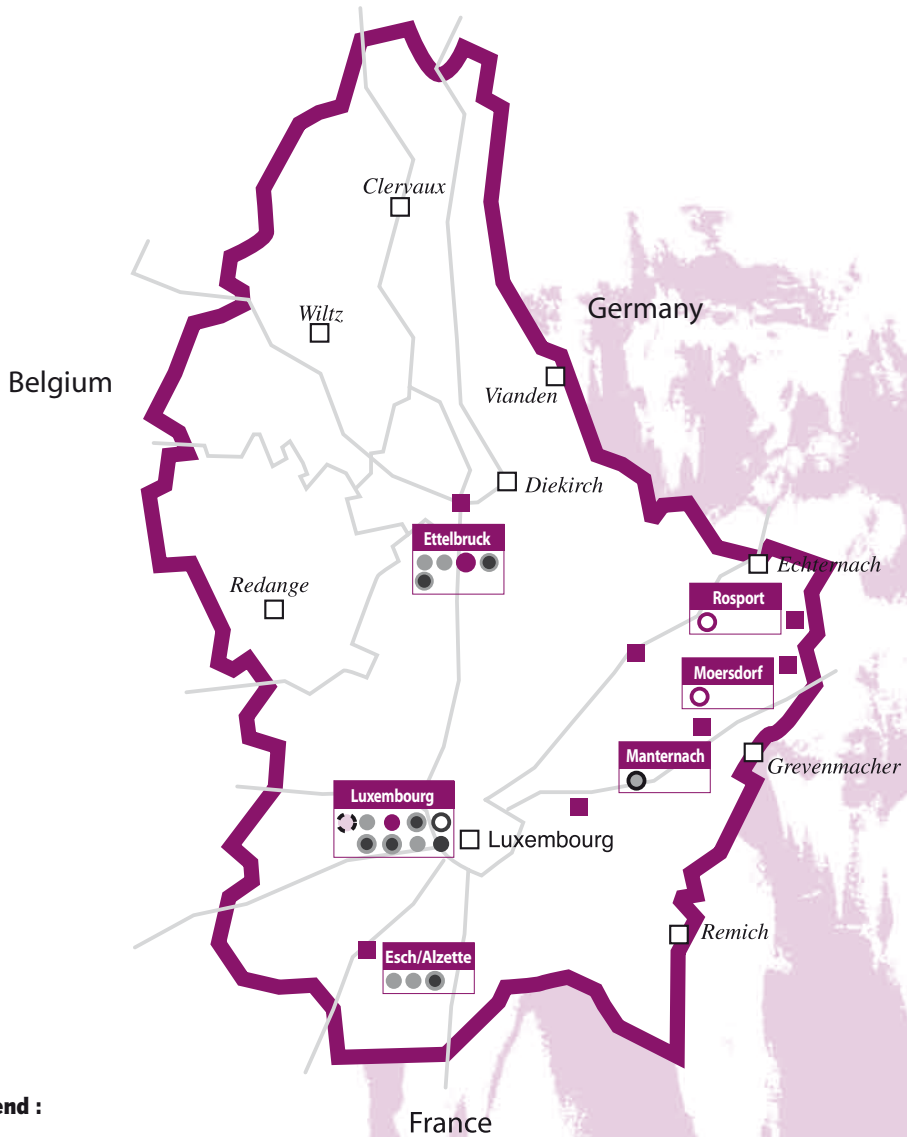 Clervaux
Germany
Wiltz
Belgium
Vianden
Diekirch
Ettelbruck
Echternach
Redange
Rosport
Moersdorf
Manternach
Grevenmacher
Luxembourg
Luxembourg
Remich
Esch/Alzette
end :
France